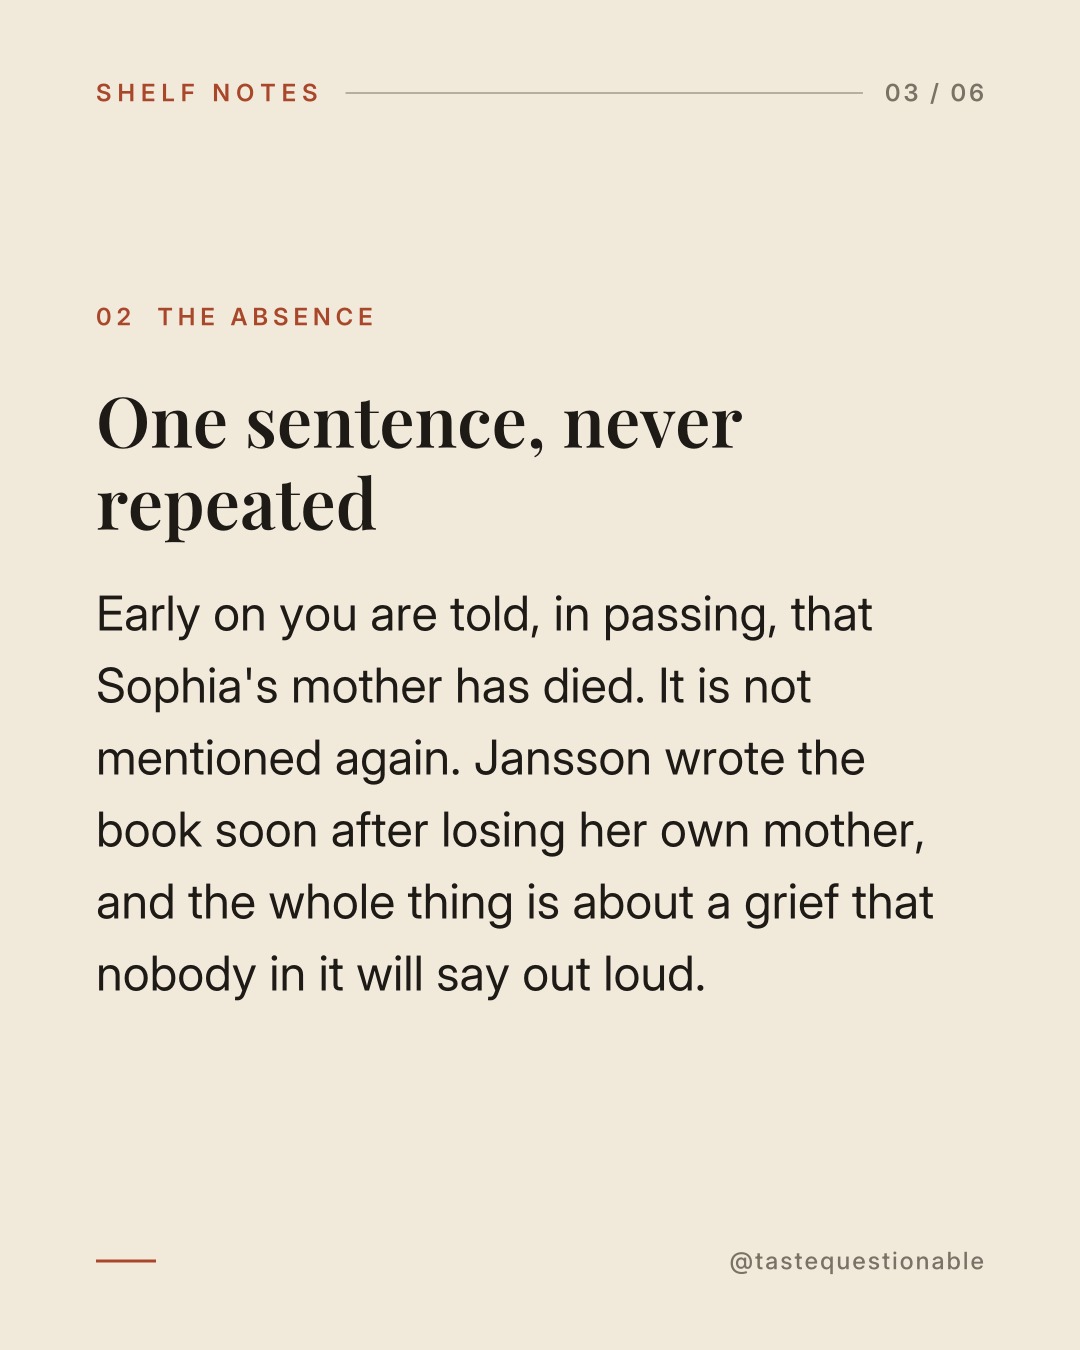 SHELF NOTES 03 / 06
02 THE ABSENCE
One sentence, never
repeated
Early on you are told, in passing, that
Sophia's mother has died. It is not
mentioned again. Jansson wrote the
book soon after losing her own mother,
and the whole thing is about a grief that
nobody in it will say out loud.
@tastequestionable